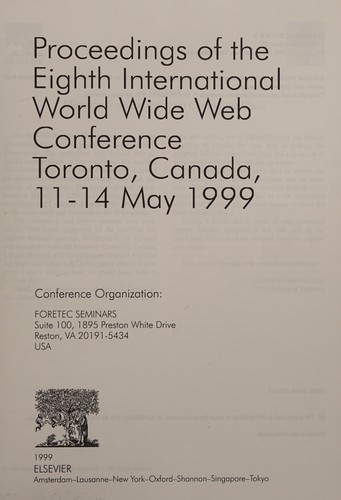 Proceedings of the
Eighth International
World Wide Web
Conference
Toronto, Canada,
11-14 May 1999
Conference Organization:
FORETEC SEMINARS
Suite 100, 1895 Preston White Drive
Reston, VA 20191-5434
USA
1999
ELSEVIER
Amsterdam–Lausanne–New York–Oxford–Shannon–Singapore–Tokyo